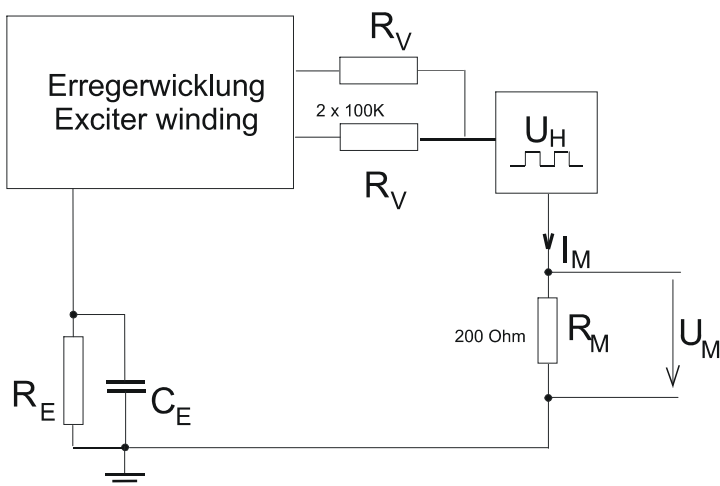 R_V
Erregerwicklung
Exciter winding
2 x 100K
U_H
R_V
I_M
200 Ohm
R_M
U_M
R_E
C_E